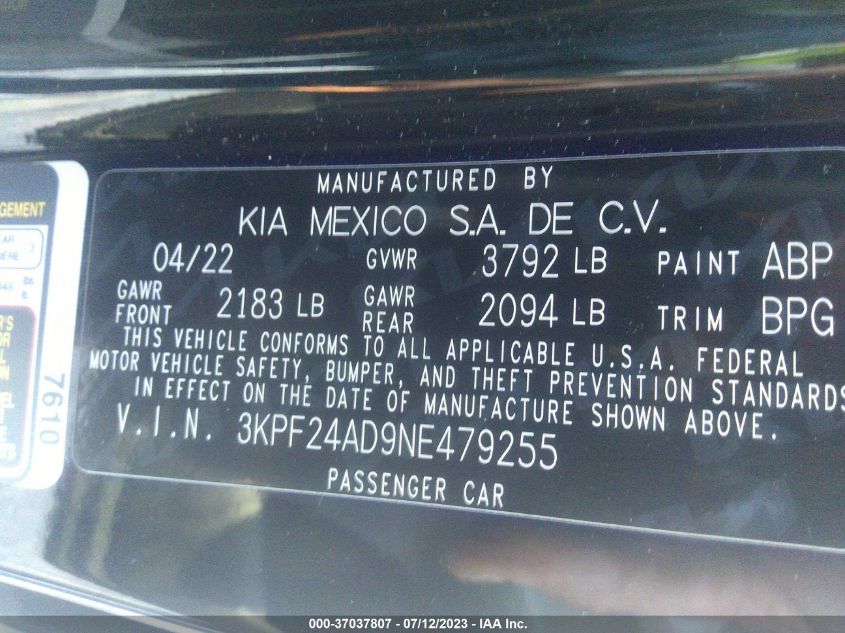 MANUFACTURED BY
KIA MEXICO S.A. DE C.V.
04/22 GVWR 3792 LB PAINT ABP
GAWR FRONT 2183 LB GAWR REAR 2094 LB TRIM BPG
THIS VEHICLE CONFORMS TO ALL APPLICABLE U.S.A. FEDERAL
MOTOR VEHICLE SAFETY, BUMPER, AND THEFT PREVENTION STANDARDS
IN EFFECT ON THE DATE OF MANUFACTURE SHOWN ABOVE.
V.I.N. 3KPF24AD9NE479255
PASSENGER CAR
7610
000-37037807 - 07/12/2023 - IAA Inc.